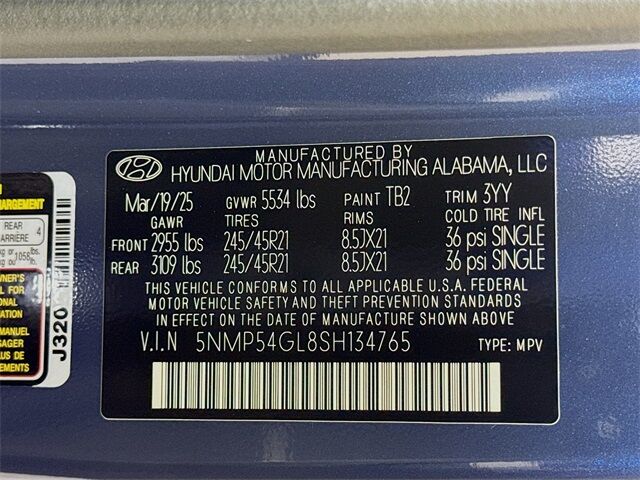 MANUFACTURED BY
HYUNDAI MOTOR MANUFACTURING ALABAMA, LLC
Mar/19/25 GVWR 5534 lbs PAINT TB2 TRIM 3YY
GAWR TIRES RIMS COLD TIRE INFL
FRONT 2955 lbs 245/45R21 8.5JX21 36 psi SINGLE
REAR 3109 lbs 245/45R21 8.5JX21 36 psi SINGLE
THIS VEHICLE CONFORMS TO ALL APPLICABLE U.S.A. FEDERAL
MOTOR VEHICLE SAFETY AND THEFT PREVENTION STANDARDS
IN EFFECT ON THE DATE OF MANUFACTURE SHOWN ABOVE.
V.I.N 5NMP54GL8SH134765 TYPE: MPV
REAR 4
J320